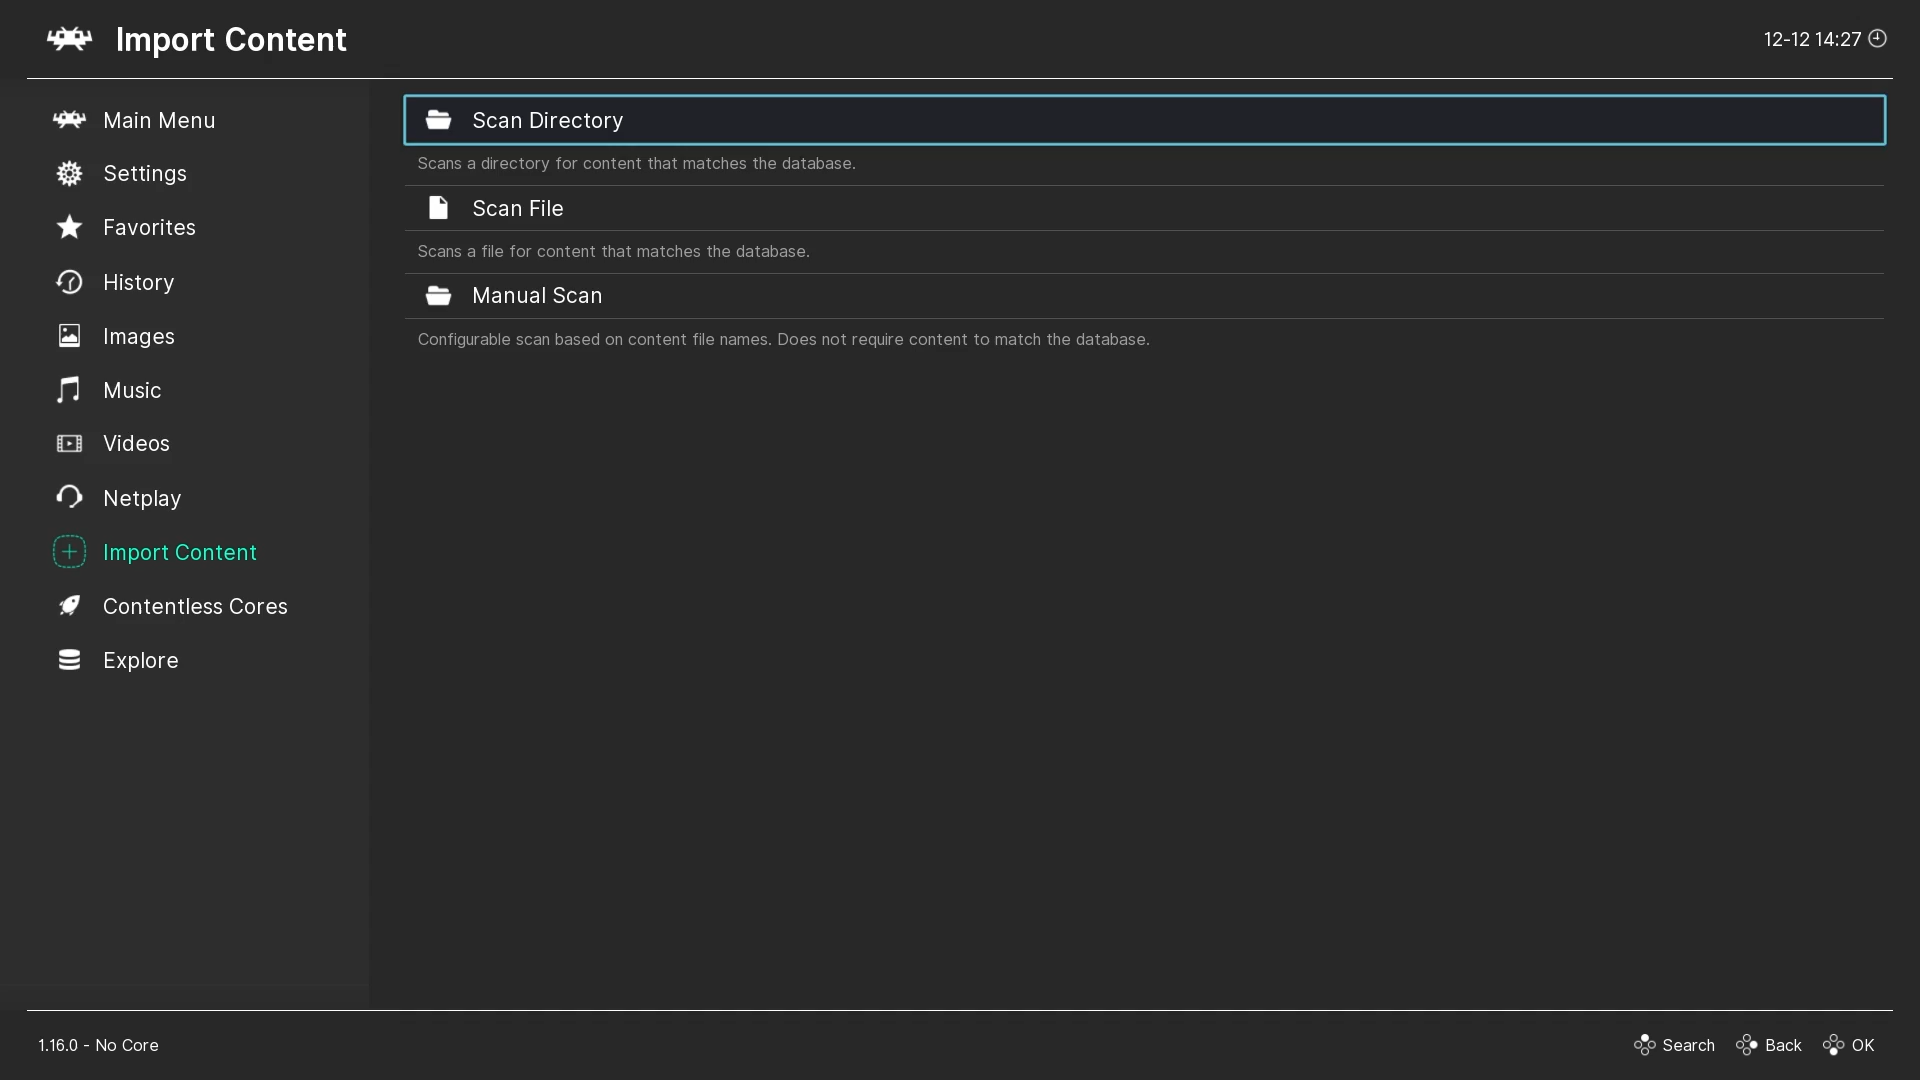 Import Content
12-12 14:27
Main Menu
Settings
Favorites
History
Images
Music
Videos
Netplay
Import Content
Contentless Cores
Explore
Scan Directory
Scans a directory for content that matches the database.
Scan File
Scans a file for content that matches the database.
Manual Scan
Configurable scan based on content file names. Does not require content to match the database.
1.16.0 - No Core
Search
Back
OK